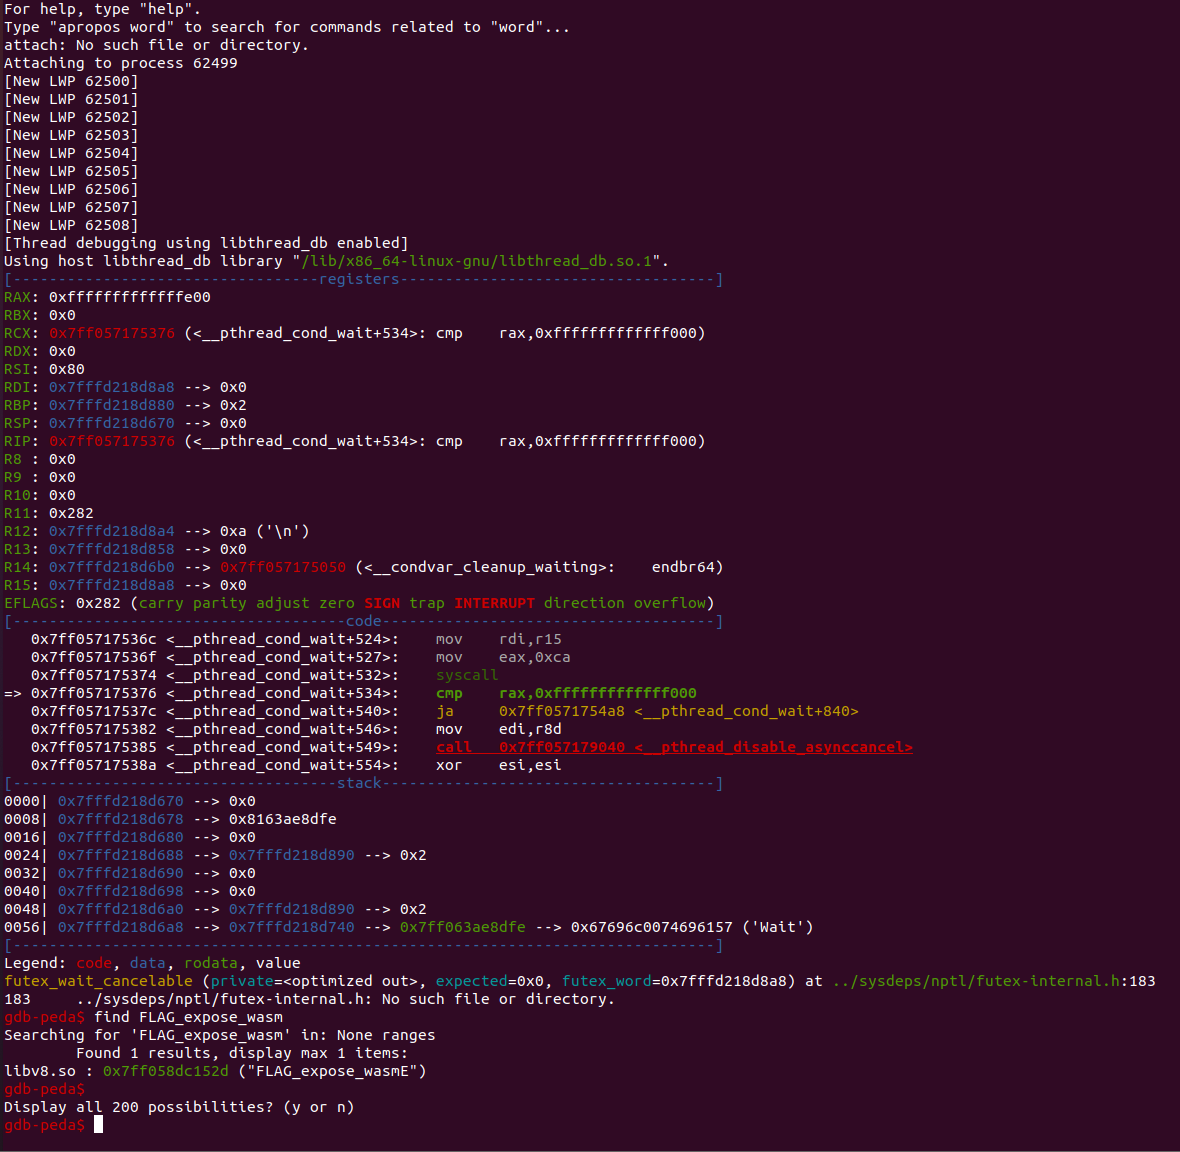 For help, type "help".
Type "apropos word" to search for commands related to "word"...
attach: No such file or directory.
Attaching to process 62499
[New LWP 62500]
[New LWP 62501]
[New LWP 62502]
[New LWP 62503]
[New LWP 62504]
[New LWP 62505]
[New LWP 62506]
[New LWP 62507]
[New LWP 62508]
[Thread debugging using libthread_db enabled]
Using host libthread_db library "/lib/x86_64-linux-gnu/libthread_db.so.1".
[----------------------------------registers-----------------------------------]
RAX: 0xfffffffffffffe00
RBX: 0x0
RCX: 0x7ff057175376 (<__pthread_cond_wait+534>: cmp    rax,0xfffffffffffff000)
RDX: 0x0
RSI: 0x80
RDI: 0x7fffd218d8a8 --> 0x0
RBP: 0x7fffd218d880 --> 0x2
RSP: 0x7fffd218d670 --> 0x0
RIP: 0x7ff057175376 (<__pthread_cond_wait+534>: cmp    rax,0xfffffffffffff000)
R8 : 0x0
R9 : 0x0
R10: 0x0
R11: 0x282
R12: 0x7fffd218d8a4 --> 0xa ('\n')
R13: 0x7fffd218d858 --> 0x0
R14: 0x7fffd218d6b0 --> 0x7ff057175050 (<__condvar_cleanup_waiting>:    endbr64)
R15: 0x7fffd218d8a8 --> 0x0
EFLAGS: 0x282 (carry parity adjust zero SIGN trap INTERRUPT direction overflow)
[-------------------------------------code-------------------------------------]
   0x7ff05717536c <__pthread_cond_wait+524>:    mov    rdi,r15
   0x7ff05717536f <__pthread_cond_wait+527>:    mov    eax,0xca
   0x7ff057175374 <__pthread_cond_wait+532>:    syscall
=> 0x7ff057175376 <__pthread_cond_wait+534>:    cmp    rax,0xfffffffffffff000
   0x7ff05717537c <__pthread_cond_wait+540>:    ja     0x7ff0571754a8 <__pthread_cond_wait+840>
   0x7ff057175382 <__pthread_cond_wait+546>:    mov    edi,r8d
   0x7ff057175385 <__pthread_cond_wait+549>:    call   0x7ff057179040 <__pthread_disable_asynccancel>
   0x7ff05717538a <__pthread_cond_wait+554>:    xor    esi,esi
[------------------------------------stack-------------------------------------]
0000| 0x7fffd218d670 --> 0x0
0008| 0x7fffd218d678 --> 0x8163ae8dfe
0016| 0x7fffd218d680 --> 0x0
0024| 0x7fffd218d688 --> 0x7fffd218d890 --> 0x2
0032| 0x7fffd218d690 --> 0x0
0040| 0x7fffd218d698 --> 0x0
0048| 0x7fffd218d6a0 --> 0x7fffd218d890 --> 0x2
0056| 0x7fffd218d6a8 --> 0x7fffd218d740 --> 0x7ff063ae8dfe --> 0x67696c0074696157 ('Wait')
[------------------------------------------------------------------------------]
Legend: code, data, rodata, value
futex_wait_cancelable (private=<optimized out>, expected=0x0, futex_word=0x7fffd218d8a8) at ../sysdeps/nptl/futex-internal.h:183
183     ../sysdeps/nptl/futex-internal.h: No such file or directory.
gdb-peda$ find FLAG_expose_wasm
Searching for 'FLAG_expose_wasm' in: None ranges
        Found 1 results, display max 1 items:
libv8.so : 0x7ff058dc152d ("FLAG_expose_wasmE")
gdb-peda$
Display all 200 possibilities? (y or n)
gdb-peda$